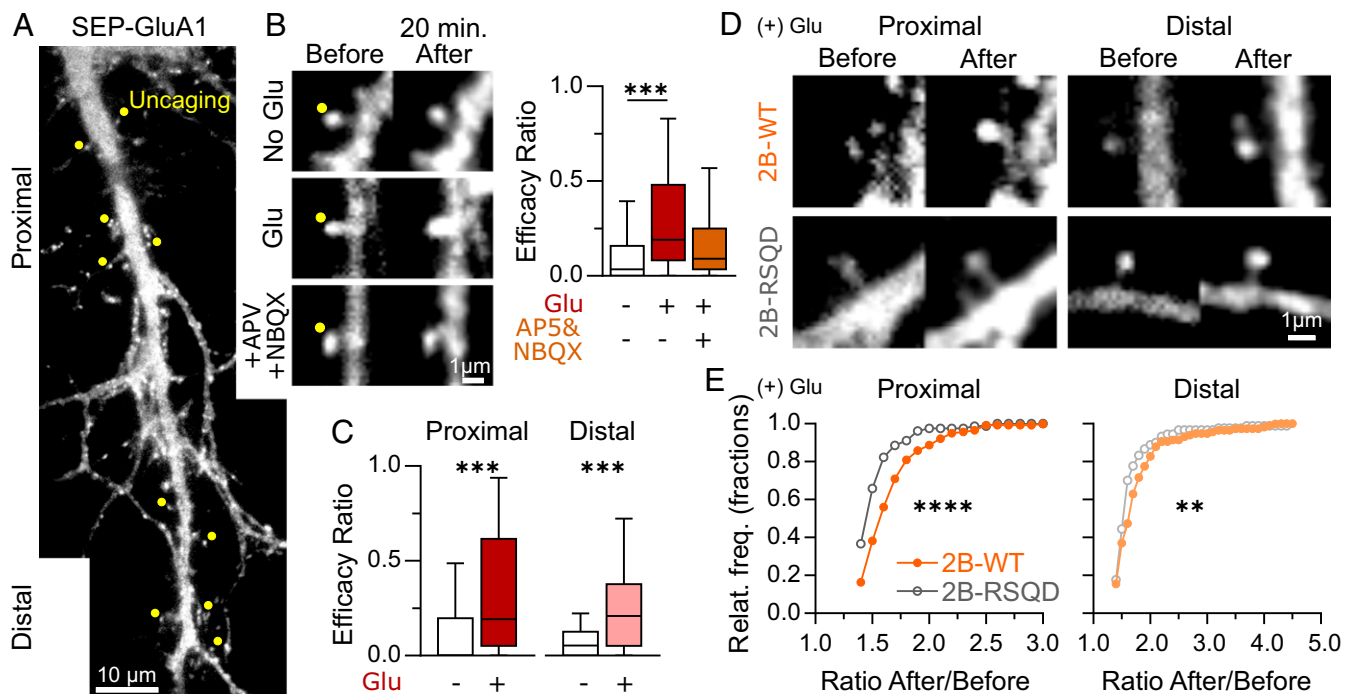 A
SEP-GluA1
Uncaging
Proximal
Distal
10 µm
B
20 min.
Before After
No Glu
Glu
+APV
+NBQX
1µm
Efficacy Ratio
1.0
0.5
0.0
***
Glu - + +
AP5& NBQX - - +
C
Proximal Distal
Efficacy Ratio
1.0
0.5
0.0
*** ***
Glu - + - +
D (+) Glu
Proximal Distal
Before After Before After
2B-WT
2B-RSQD
1µm
E (+) Glu
Proximal Distal
Relat. freq. (fractions)
1.0
0.8
0.6
0.4
0.2
0.0
****
**
2B-WT
2B-RSQD
1.0 1.5 2.0 2.5 3.0
1.0 2.0 3.0 4.0 5.0
Ratio After/Before Ratio After/Before